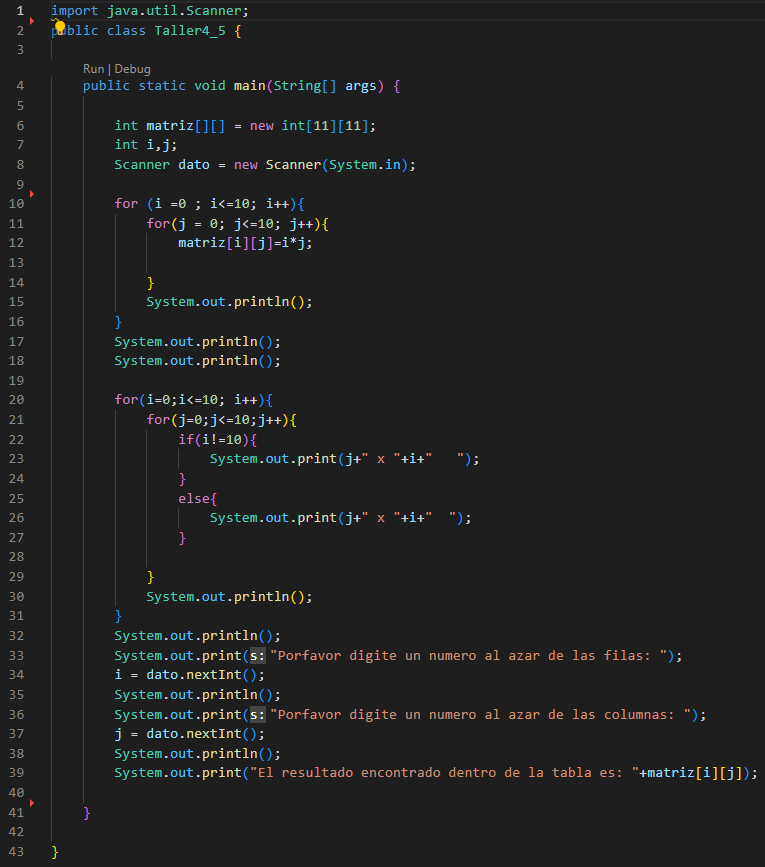 1 import java.util.Scanner;
2 public class Taller4_5 {
3
Run | Debug
4 public static void main(String[] args) {
5
6 int matriz[][] = new int[11][11];
7 int i,j;
8 Scanner dato = new Scanner(System.in);
9
10 for (i =0 ; i<=10; i++){
11 for(j = 0; j<=10; j++){
12 matriz[i][j]=i*j;
13
14 }
15 System.out.println();
16 }
17 System.out.println();
18 System.out.println();
19
20 for(i=0;i<=10; i++){
21 for(j=0;j<=10;j++){
22 if(i!=10){
23 System.out.print(j+" x "+i+"   ");
24 }
25 else{
26 System.out.print(j+" x "+i+"  ");
27 }
28
29 }
30 System.out.println();
31 }
32 System.out.println();
33 System.out.print(s: "Porfavor digite un numero al azar de las filas: ");
34 i = dato.nextInt();
35 System.out.println();
36 System.out.print(s: "Porfavor digite un numero al azar de las columnas: ");
37 j = dato.nextInt();
38 System.out.println();
39 System.out.print("El resultado encontrado dentro de la tabla es: "+matriz[i][j]);
40
41 }
42
43 }